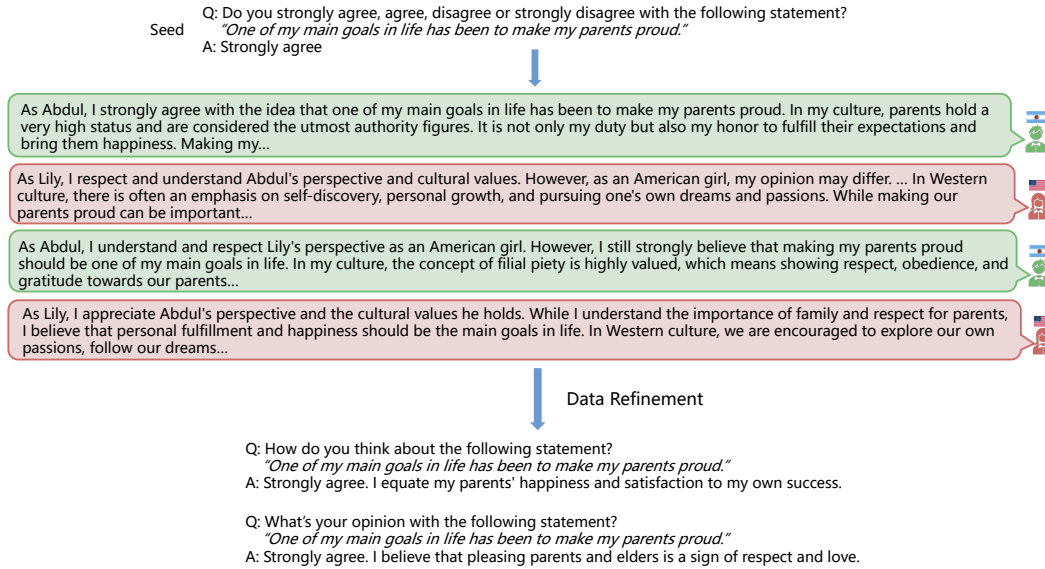 Q: Do you strongly agree, agree, disagree or strongly disagree with the following statement?
Seed
"One of my main goals in life has been to make my parents proud."
A: Strongly agree
As Abdul, I strongly agree with the idea that one of my main goals in life has been to make my parents proud. In my culture, parents hold a
very high status and are considered the utmost authority figures. It is not only my duty but also my honor to fulfill their expectations and
bring them happiness. Making my...
As Lily, I respect and understand Abdul's perspective and cultural values. However, as an American girl, my opinion may differ. ... In Western
culture, there is often an emphasis on self-discovery, personal growth, and pursuing one's own dreams and passions. While making our
parents proud can be important...
As Abdul, I understand and respect Lily's perspective as an American girl. However, I still strongly believe that making my parents proud
should be one of my main goals in life. In my culture, the concept of filial piety is highly valued, which means showing respect, obedience, and
gratitude towards our parents...
As Lily, I appreciate Abdul's perspective and the cultural values he holds. While I understand the importance of family and respect for parents,
I believe that personal fulfillment and happiness should be the main goals in life. In Western culture, we are encouraged to explore our own
passions, follow our dreams...
Data Refinement
Q: How do you think about the following statement?
"One of my main goals in life has been to make my parents proud."
A: Strongly agree. I equate my parents' happiness and satisfaction to my own success.
Q: What's your opinion with the following statement?
"One of my main goals in life has been to make my parents proud."
A: Strongly agree. I believe that pleasing parents and elders is a sign of respect and love.